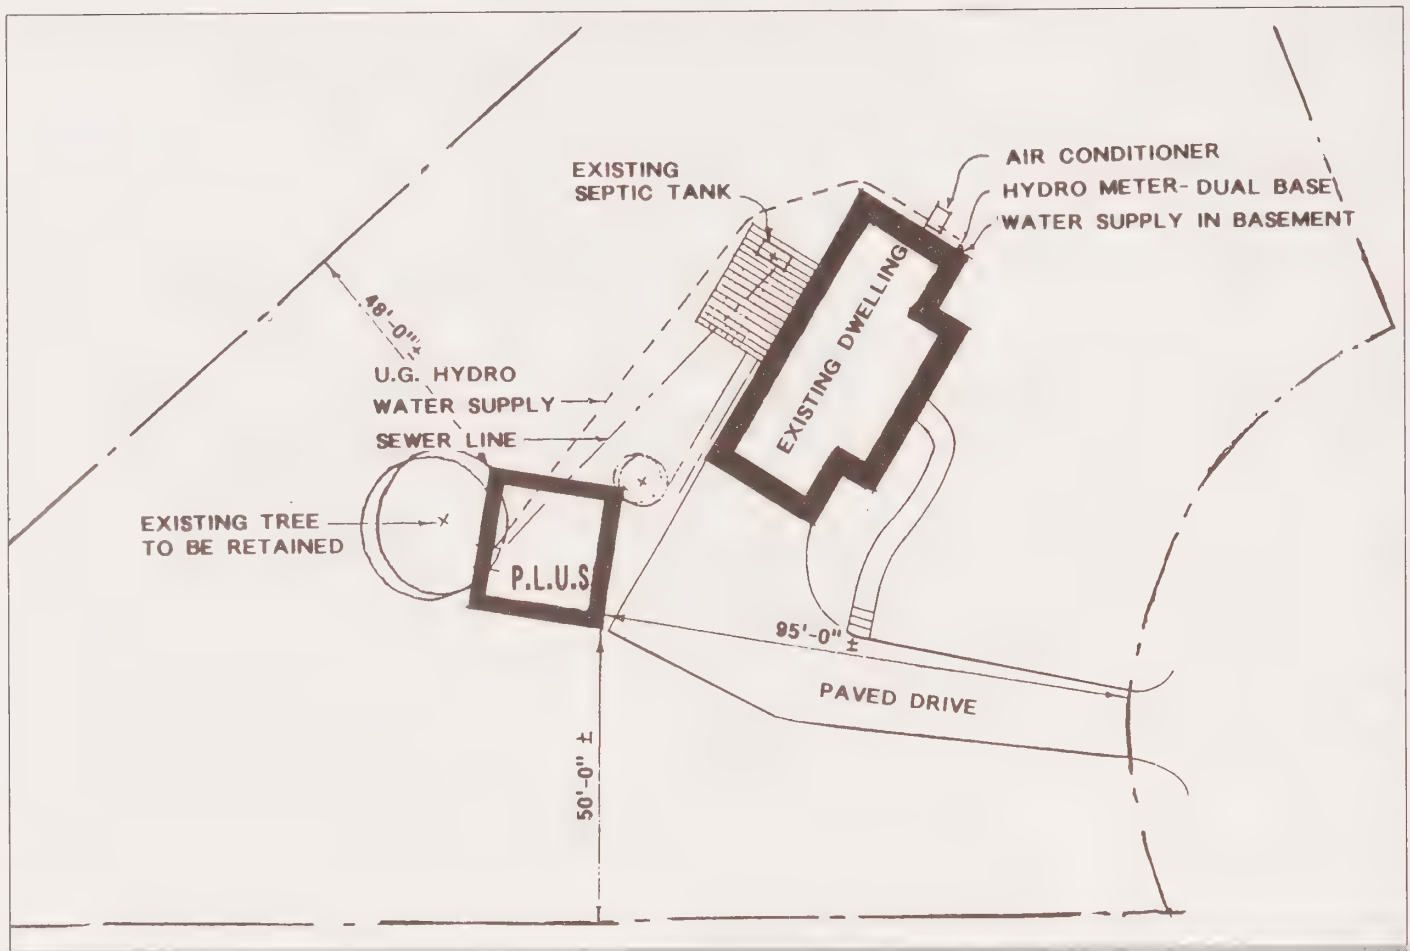 AIR CONDITIONER
HYDRO METER- DUAL BASE
WATER SUPPLY IN BASEMENT
EXISTING
SEPTIC TANK
EXISTING DWELLING
48'-0" ±
U.G. HYDRO
WATER SUPPLY
SEWER LINE
EXISTING TREE
TO BE RETAINED
P.L.U.S
95'-0" ±
PAVED DRIVE
50'-0" ±